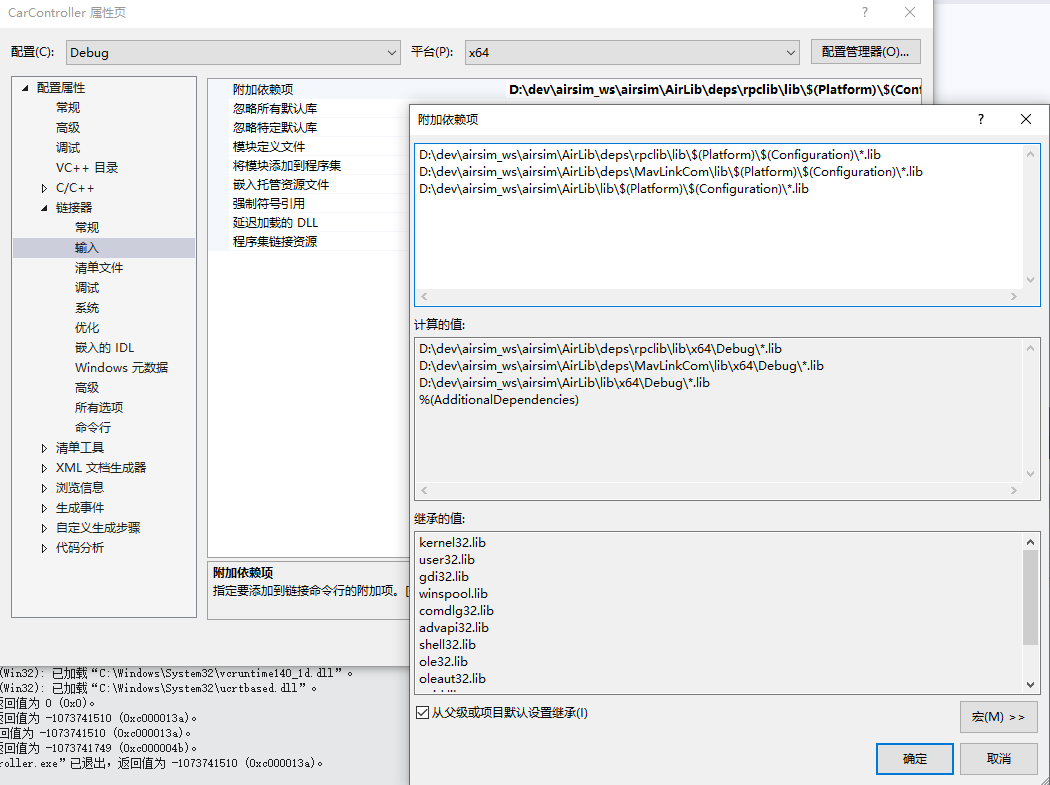 CarController 属性页
配置(C):
Debug
平台(P):
x64
配置管理器(O)...
配置属性
常规
高级
调试
VC++ 目录
C/C++
链接器
常规
输入
清单文件
调试
系统
优化
嵌入的 IDL
Windows 元数据
高级
所有选项
命令行
清单工具
XML 文档生成器
浏览信息
生成事件
自定义生成步骤
代码分析
附加依赖项
D:\dev\airsim_ws\airsim\AirLib\deps\rpclib\lib\$(Platform)\$(Conf
忽略所有默认库
忽略特定默认库
模块定义文件
将模块添加到程序集
嵌入托管资源文件
强制符号引用
延迟加载的 DLL
程序集链接资源
附加依赖项
指定要添加到链接命令行的附加项。[
附加依赖项
D:\dev\airsim_ws\airsim\AirLib\deps\rpclib\lib\$(Platform)\$(Configuration)\*.lib
D:\dev\airsim_ws\airsim\AirLib\deps\MavLinkCom\lib\$(Platform)\$(Configuration)\*.lib
D:\dev\airsim_ws\airsim\AirLib\lib\$(Platform)\$(Configuration)\*.lib
计算的值:
D:\dev\airsim_ws\airsim\AirLib\deps\rpclib\lib\x64\Debug\*.lib
D:\dev\airsim_ws\airsim\AirLib\deps\MavLinkCom\lib\x64\Debug\*.lib
D:\dev\airsim_ws\airsim\AirLib\lib\x64\Debug\*.lib
%(AdditionalDependencies)
继承的值:
kernel32.lib
user32.lib
gdi32.lib
winspool.lib
comdlg32.lib
advapi32.lib
shell32.lib
ole32.lib
oleaut32.lib
从父级或项目默认设置继承(I)
宏(M) >>
确定
取消
(Win32): 已加载“C:\Windows\System32\vcruntime140_1d.dll”。
(Win32): 已加载“C:\Windows\System32\ucrtbased.dll”。
返回值为 0 (0x0)。
返回值为 -1073741510 (0xc000013a)。
回值为 -1073741510 (0xc000013a)。
返回值为 -1073741749 (0xc000004b)。
roller.exe”已退出，返回值为 -1073741510 (0xc000013a)。